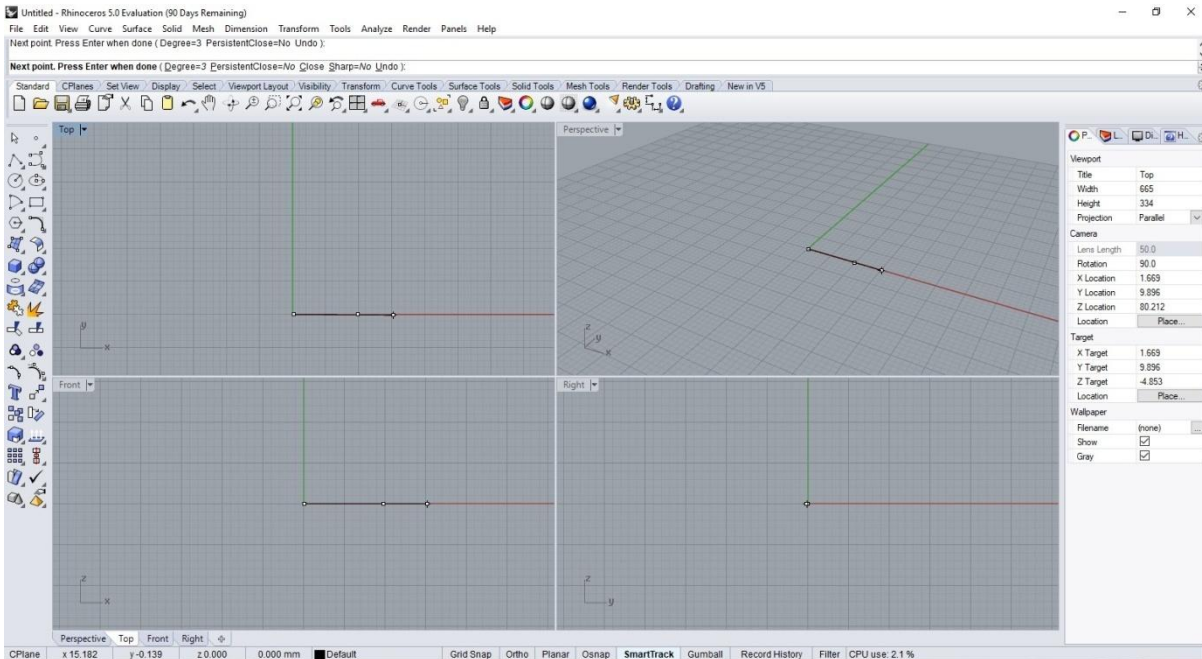 Untitled - Rhinoceros 5.0 Evaluation (90 Days Remaining)
File Edit View Curve Surface Solid Mesh Dimension Transform Tools Analyze Render Panels Help
Next point. Press Enter when done ( Degree=3 PersistentClose=No Undo ):
Next point. Press Enter when done ( Degree=3 PersistentClose=No Close Sharp=No Undo ):
Standard CPlanes Set View Display Select Viewport Layout Visibility Transform Curve Tools Surface Tools Solid Tools Mesh Tools Render Tools Drafting New in V5
Top
Perspective
P... L... Di... H...
Viewport
Title Top
Width 665
Height 334
Projection Parallel
Camera
Lens Length 50.0
Rotation 90.0
X Location 1.669
Y Location 9.896
Z Location 80.212
Location Place...
Target
X Target 1.669
Y Target 9.896
Z Target -4.853
Location Place...
Wallpaper
Filename (none) ...
Show
Gray
y
x
z
y
x
Front
Right
z
x
z
y
Perspective Top Front Right
CPlane x 15.182 y -0.139 z 0.000 0.000 mm Default Grid Snap Ortho Planar Osnap SmartTrack Gumball Record History Filter CPU use: 2.1 %